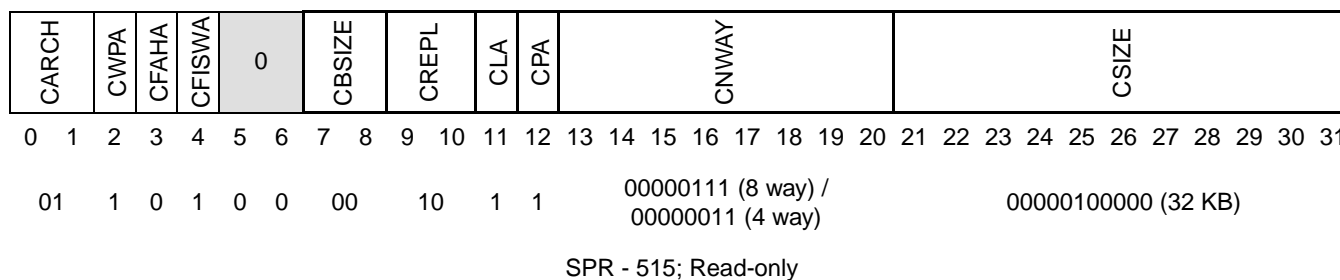 CARCH CWPA CFAHA CFISWA 0 CBSIZE CREPL CLA CPA CNWAY CSIZE
0 1 2 3 4 5 6 7 8 9 10 11 12 13 14 15 16 17 18 19 20 21 22 23 24 25 26 27 28 29 30 31
01 1 0 1 0 0 00 10 1 1 00000111 (8 way) / 00000100000 (32 KB)
00000011 (4 way)
SPR - 515; Read-only